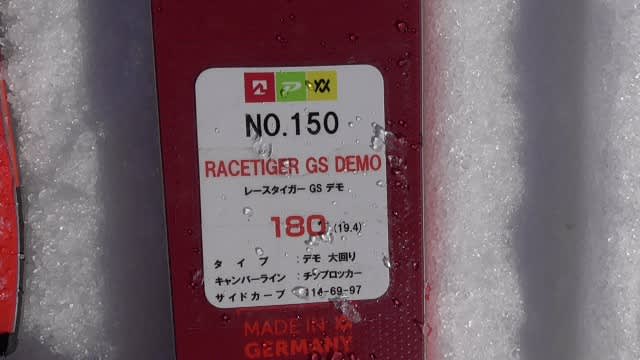 NO.150
RACETIGER GS DEMO
レースタイガー GS デモ
180 (19.4)
タイプ : デモ 大回り
キャンバーライン : チップロッカー
サイドカーブ : 114-69-97
MADE IN
GERMANY